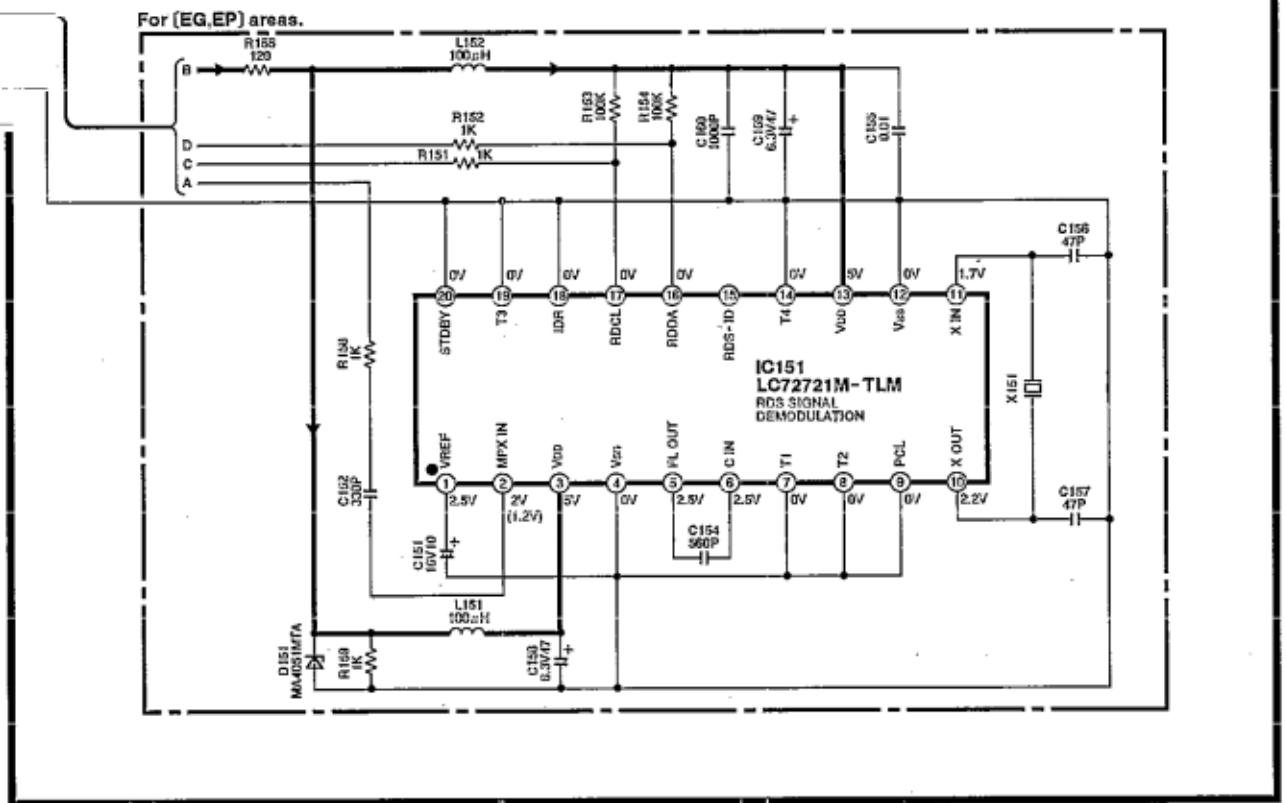 For [EG,EP] areas.
B
D
C
A
120
L152
100μH
R152
1K
R151
1K
R153
100K
R154
100K
C160
1000P
C159
6.3V47
+
C155
0.01
C156
47P
0V
0V
0V
0V
0V
0V
5V
0V
1.7V
20
19
18
17
16
15
14
13
12
11
STDBY
T3
IDR
RDCL
RDDA
RDS-ID
T4
VDD
VSS
X IN
IC151
LC72721M-TLM
RDS SIGNAL
DEMODULATION
R158
1K
X151
VREF
MPX IN
VDD
VSS
FL OUT
C IN
T1
T2
PCL
X OUT
1
2
3
4
5
6
7
8
9
10
2.5V
2V
(1.2V)
5V
0V
2.5V
2.5V
0V
0V
0V
2.2V
C162
330P
C157
47P
C151
16V10
+
C154
560P
L151
100μH
D151
MA4051MTA
1K
C158
6.3V47
+